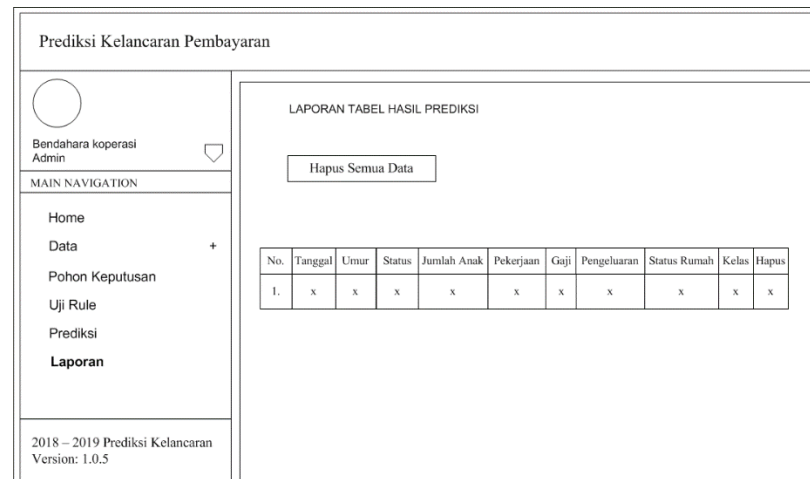 Prediksi Kelancaran Pembayaran
Bendahara koperasi
Admin
MAIN NAVIGATION
Home
Data +
Pohon Keputusan
Uji Rule
Prediksi
Laporan
2018 – 2019 Prediksi Kelancaran
Version: 1.0.5
LAPORAN TABEL HASIL PREDIKSI
Hapus Semua Data
No. Tanggal Umur Status Jumlah Anak Pekerjaan Gaji Pengeluaran Status Rumah Kelas Hapus
1. x x x x x x x x x x